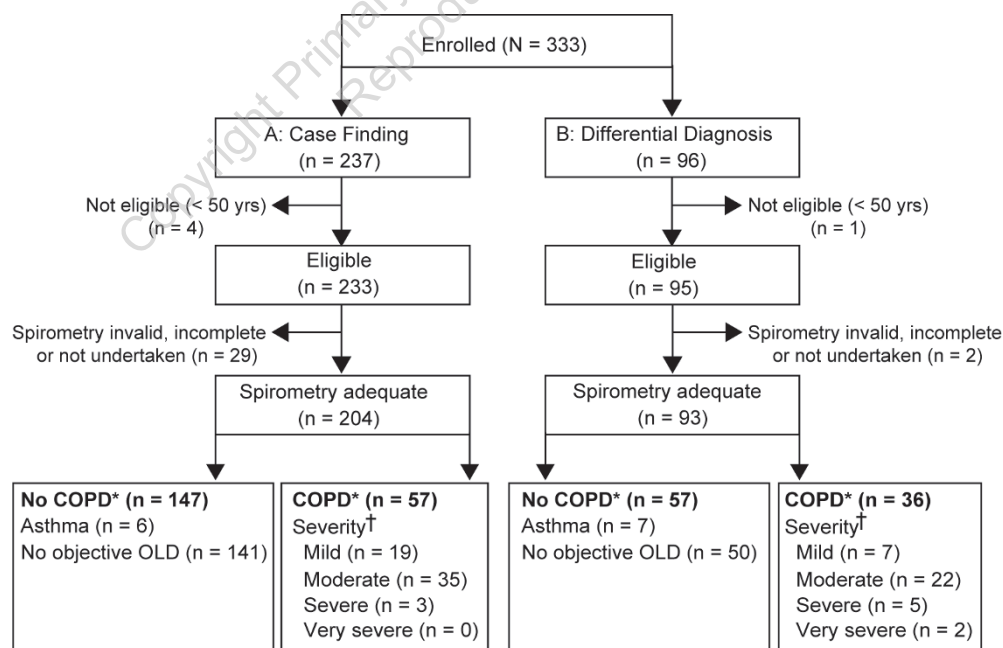 Enrolled (N = 333)
A: Case Finding
(n = 237)
B: Differential Diagnosis
(n = 96)
Not eligible (< 50 yrs)
(n = 4)
Not eligible (< 50 yrs)
(n = 1)
Eligible
(n = 233)
Eligible
(n = 95)
Spirometry invalid, incomplete
or not undertaken (n = 29)
Spirometry invalid, incomplete
or not undertaken (n = 2)
Spirometry adequate
(n = 204)
Spirometry adequate
(n = 93)
No COPD* (n = 147)
Asthma (n = 6)
No objective OLD (n = 141)
COPD* (n = 57)
Severity†
Mild (n = 19)
Moderate (n = 35)
Severe (n = 3)
Very severe (n = 0)
No COPD* (n = 57)
Asthma (n = 7)
No objective OLD (n = 50)
COPD* (n = 36)
Severity†
Mild (n = 7)
Moderate (n = 22)
Severe (n = 5)
Very severe (n = 2)
Copyright Primary